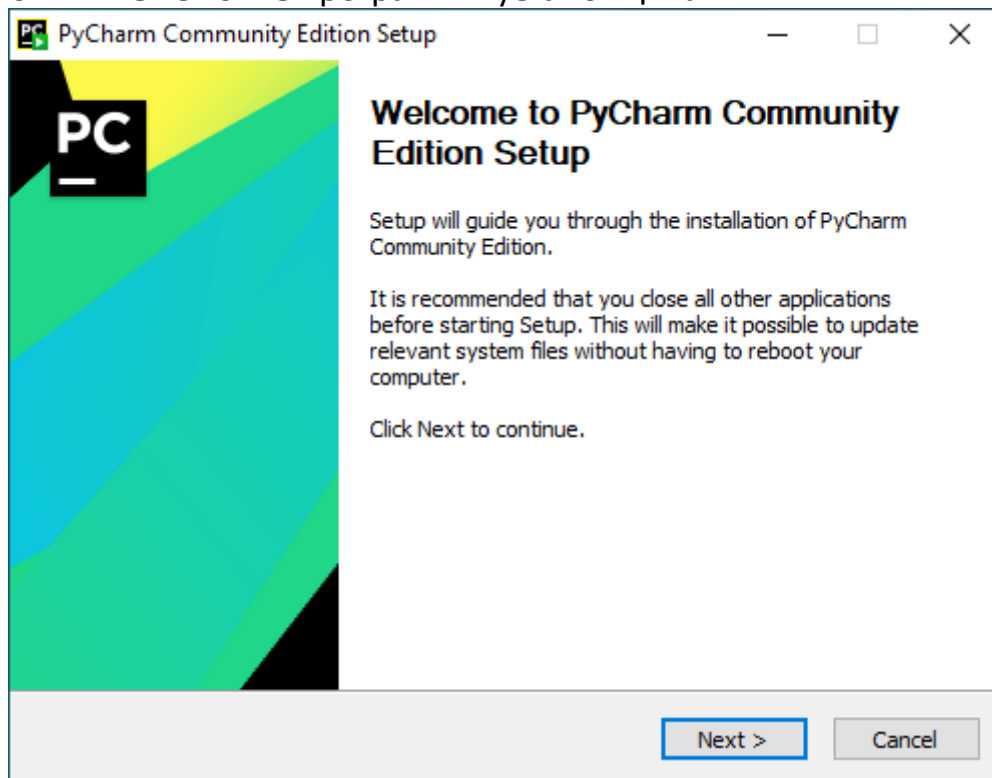 PyCharm Community Edition Setup
PC
Welcome to PyCharm Community
Edition Setup
Setup will guide you through the installation of PyCharm
Community Edition.
It is recommended that you close all other applications
before starting Setup. This will make it possible to update
relevant system files without having to reboot your
computer.
Click Next to continue.
Next >
Cancel